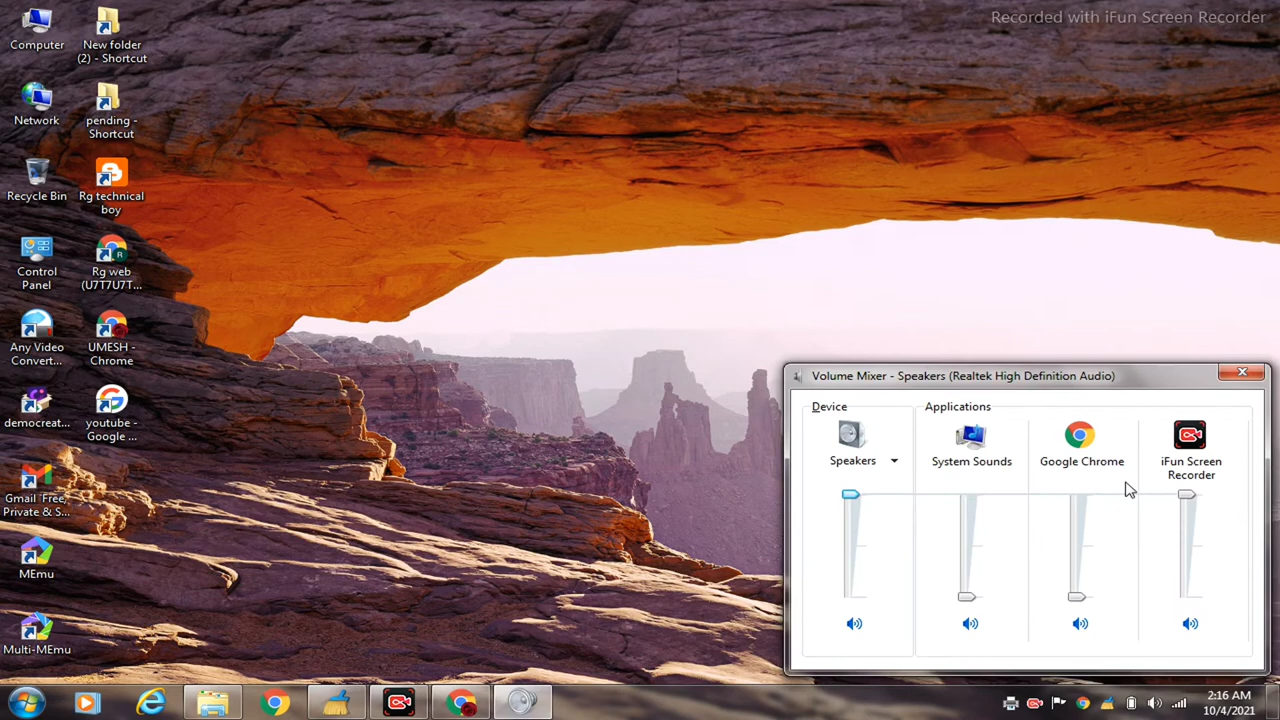 Recorded with iFun Screen Recorder
Computer
New folder
(2) - Shortcut
Network
pending -
Shortcut
Recycle Bin
Rg technical
boy
Control
Panel
Rg web
(U7T7U7T...
Any Video
Convert...
UMESH -
Chrome
democreat...
youtube -
Google ...
Gmail Free,
Private & S...
MEmu
Multi-MEmu
Volume Mixer - Speakers (Realtek High Definition Audio)
Device
Applications
Speakers
System Sounds
Google Chrome
iFun Screen
Recorder
2:16 AM
10/4/2021